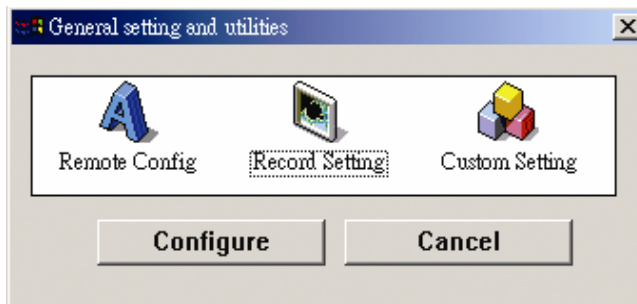 General setting and utilities
Remote Config Record Setting Custom Setting
Configure Cancel